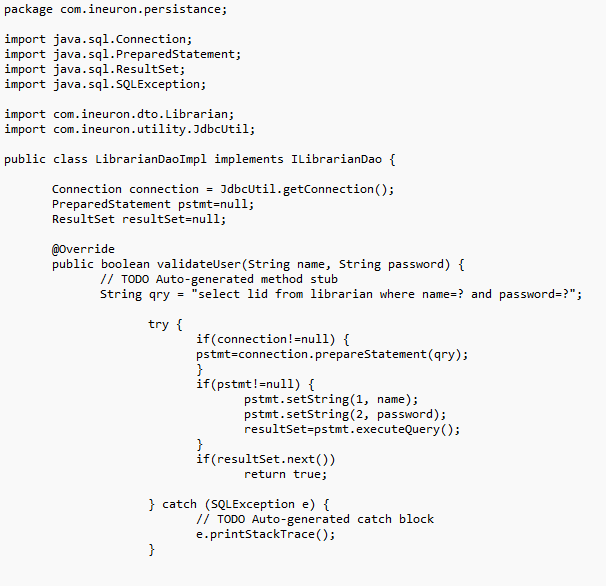 package com.ineuron.persistance;
import java.sql.Connection;
import java.sql.PreparedStatement;
import java.sql.ResultSet;
import java.sql.SQLException;
import com.ineuron.dto.Librarian;
import com.ineuron.utility.JdbcUtil;
public class LibrarianDaoImpl implements ILibrarianDao {
Connection connection = JdbcUtil.getConnection();
PreparedStatement pstmt=null;
ResultSet resultSet=null;
@Override
public boolean validateUser(String name, String password) {
// TODO Auto-generated method stub
String qry = "select lid from librarian where name=? and password=?";
try {
if(connection!=null) {
pstmt=connection.prepareStatement(qry);
}
if(pstmt!=null) {
pstmt.setString(1, name);
pstmt.setString(2, password);
resultSet=pstmt.executeQuery();
}
if(resultSet.next())
return true;
} catch (SQLException e) {
// TODO Auto-generated catch block
e.printStackTrace();
}